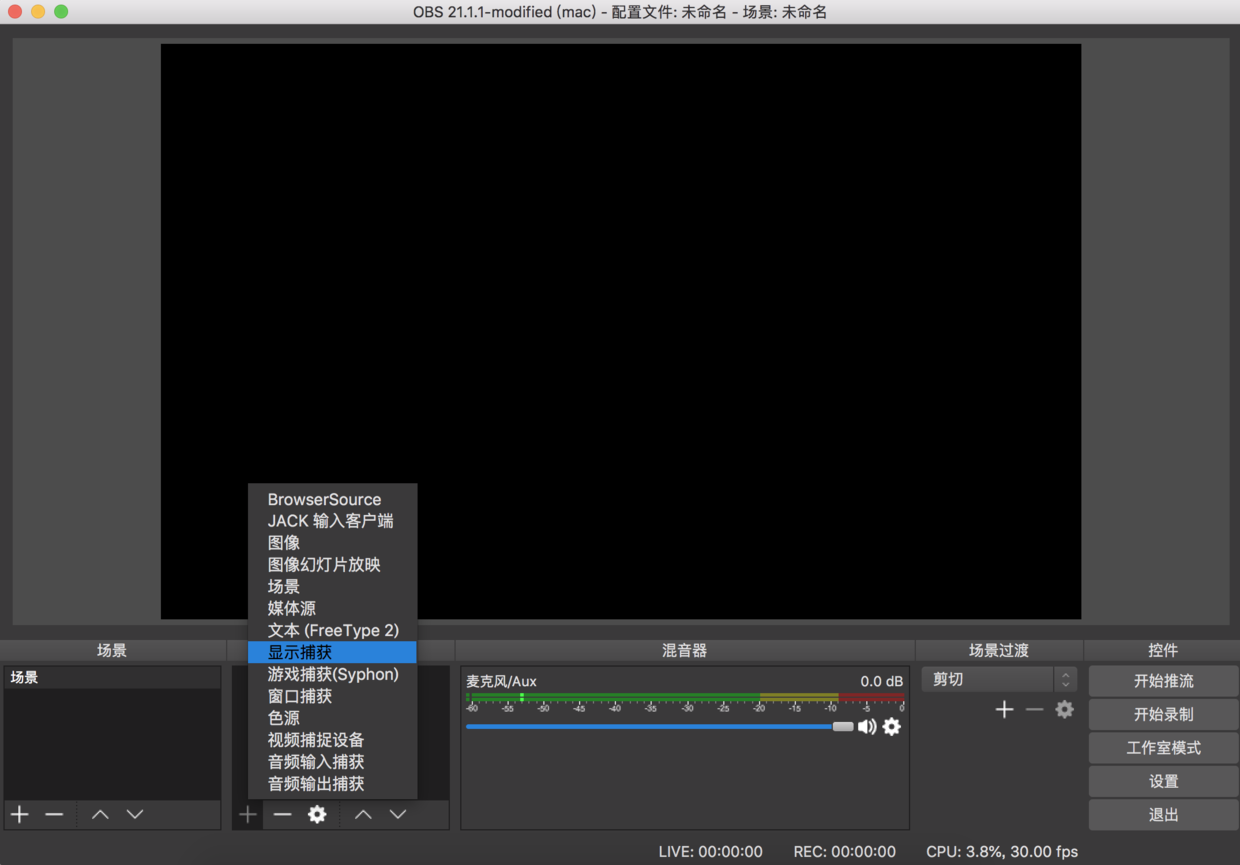 OBS 21.1.1-modified (mac) - 配置文件: 未命名 - 场景: 未命名
BrowserSource
JACK 输入客户端
图像
图像幻灯片放映
场景
媒体源
文本 (FreeType 2)
显示捕获
游戏捕获(Syphon)
窗口捕获
色源
视频捕捉设备
音频输入捕获
音频输出捕获
场景
场景
混音器
麦克风/Aux 0.0 dB
-60 -55 -50 -45 -40 -35 -30 -25 -20 -15 -10 -5 0
场景过渡
剪切
控件
开始推流
开始录制
工作室模式
设置
退出
LIVE: 00:00:00 REC: 00:00:00 CPU: 3.8%, 30.00 fps